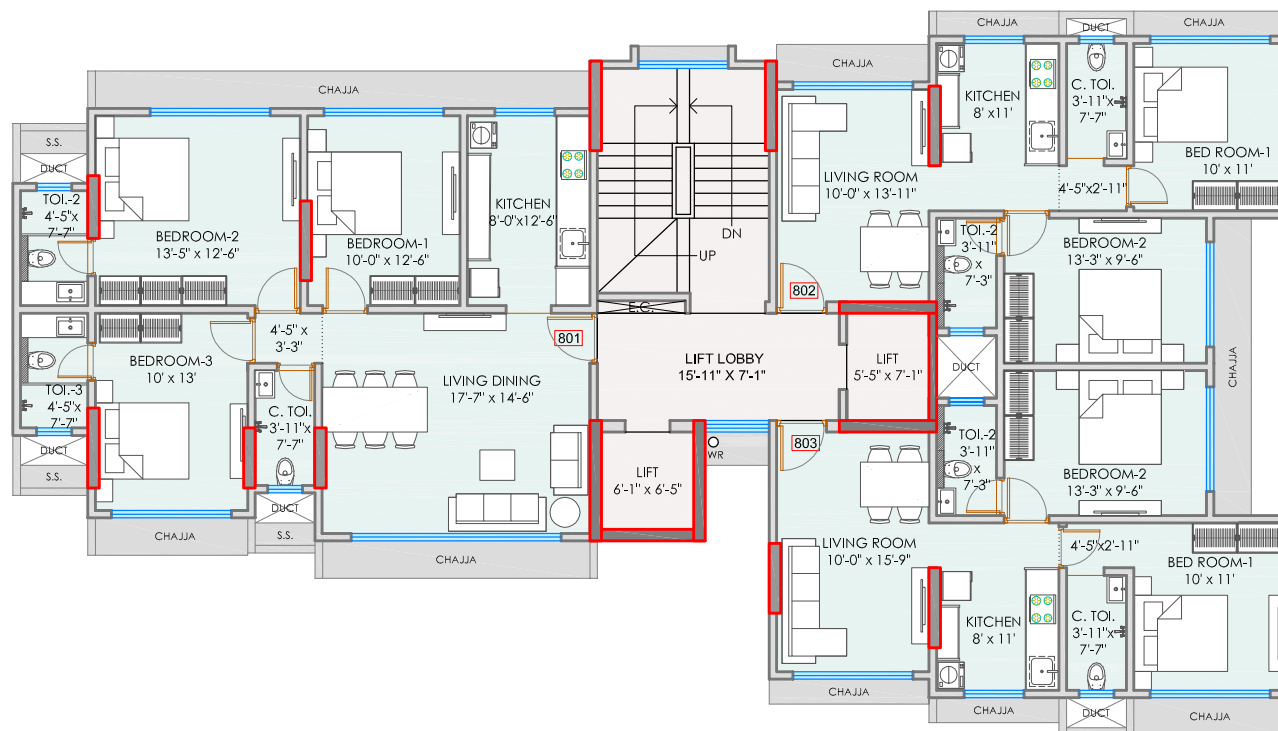 CHAJJA
DUCT
CHAJJA
CHAJJA
KITCHEN
8' x11'
C. TOI.
3'-11"x
7'-7"
BED ROOM-1
10' x 11'
4'-5"x2'-11"
CHAJJA
S.S.
DUCT
TOI.-2
4'-5"x
7'-7"
BEDROOM-2
13'-5" x 12'-6"
BEDROOM-1
10'-0" x 12'-6"
KITCHEN
8'-0"x12'-6"
DN
UP
LIVING ROOM
10'-0" x 13'-11"
802
TOI.-2
3'-11"
x
7'-3"
BEDROOM-2
13'-3" x 9'-6"
CHAJJA
E.C.
801
4'-5" x
3'-3"
BEDROOM-3
10' x 13'
TOI.-3
4'-5"x
7'-7"
DUCT
S.S.
CHAJJA
C. TOI.
3'-11"x
7'-7"
DUCT
S.S.
LIVING DINING
17'-7" x 14'-6"
CHAJJA
LIFT LOBBY
15'-11" X 7'-1"
LIFT
5'-5" x 7'-1"
DUCT
LIFT
6'-1" x 6'-5"
WR
803
TOI.-2
3'-11"
x
7'-3"
BEDROOM-2
13'-3" x 9'-6"
LIVING ROOM
10'-0" x 15'-9"
4'-5"x2'-11"
BED ROOM-1
10' x 11'
KITCHEN
8' x 11'
C. TOI.
3'-11"x
7'-7"
CHAJJA
CHAJJA
DUCT
CHAJJA